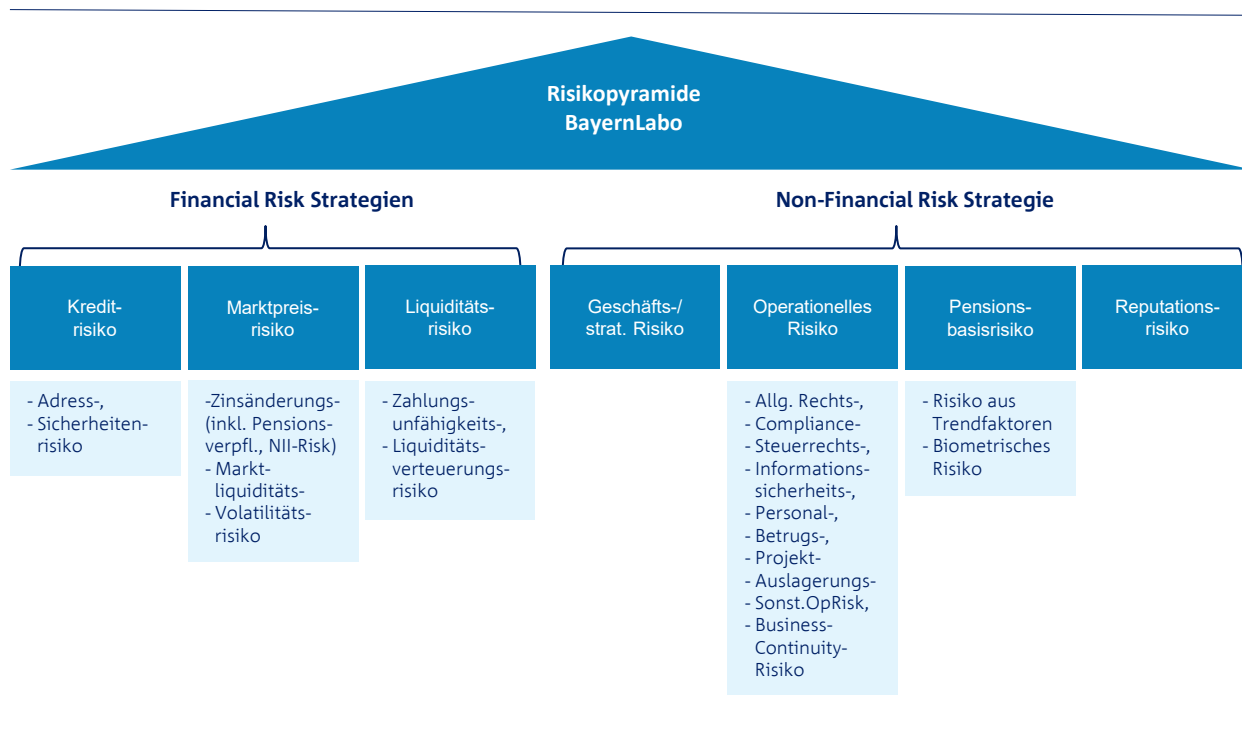 Risikopyramide
BayernLabo
Financial Risk Strategien
Non-Financial Risk Strategie
Kredit-
risiko
Marktpreis-
risiko
Liquiditäts-
risiko
Geschäfts-/
strat. Risiko
Operationelles
Risiko
Pensions-
basisrisiko
Reputations-
risiko
- Adress-,
- Sicherheiten-
risiko
-Zinsänderungs-
(inkl. Pensions-
verpfl., NII-Risk)
- Markt-
liquiditäts-
- Volatilitäts-
risiko
- Zahlungs-
unfähigkeits-,
- Liquiditäts-
verteuerungs-
risiko
- Allg. Rechts-,
- Compliance-
- Steuerrechts-,
- Informations-
sicherheits-,
- Personal-,
- Betrugs-,
- Projekt-
- Auslagerungs-
- Sonst.OpRisk,
- Business-
Continuity-
Risiko
- Risiko aus
Trendfaktoren
- Biometrisches
Risiko